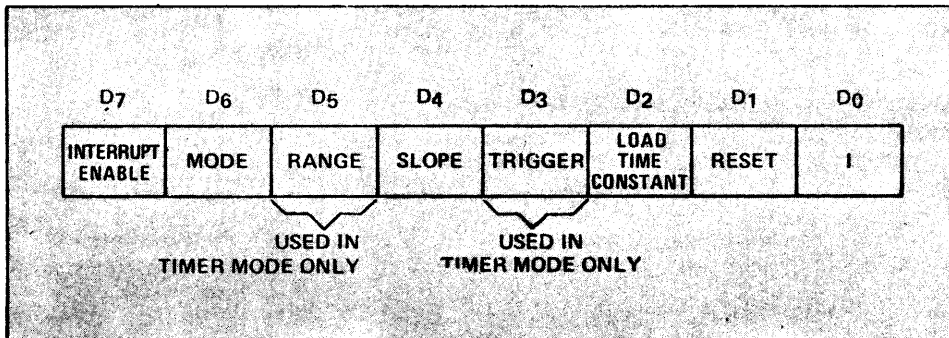 D7 D6 D5 D4 D3 D2 D1 D0
INTERRUPT ENABLE MODE RANGE SLOPE TRIGGER LOAD TIME CONSTANT RESET I
USED IN TIMER MODE ONLY
USED IN TIMER MODE ONLY